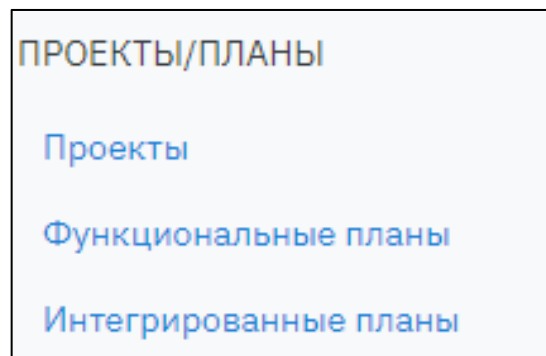 ПРОЕКТЫ/ПЛАНЫ
Проекты
Функциональные планы
Интегрированные планы